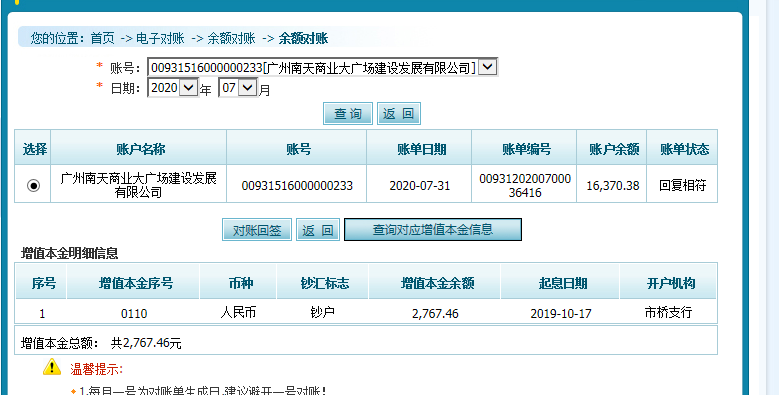 您的位置：首页 -> 电子对账 -> 余额对账 -> 余额对账
* 账号： 00931516000000233[广州南天商业大广场建设发展有限公司]
* 日期： 2020 年 07 月
查 询 返 回
选择 账户名称 账号 账单日期 账单编号 账户余额 账单状态
广州南天商业大广场建设发展有限公司 00931516000000233 2020-07-31 0093120200700036416 16,370.38 回复相符
对账回签 返 回 查询对应增值本金信息
增值本金明细信息
序号 增值本金序号 币种 钞汇标志 增值本金余额 起息日期 开户机构
1 0110 人民币 钞户 2,767.46 2019-10-17 市桥支行
增值本金总额： 共2,767.46元
温馨提示：
1.每月一号为对账单生成日,建议避开一号对账！